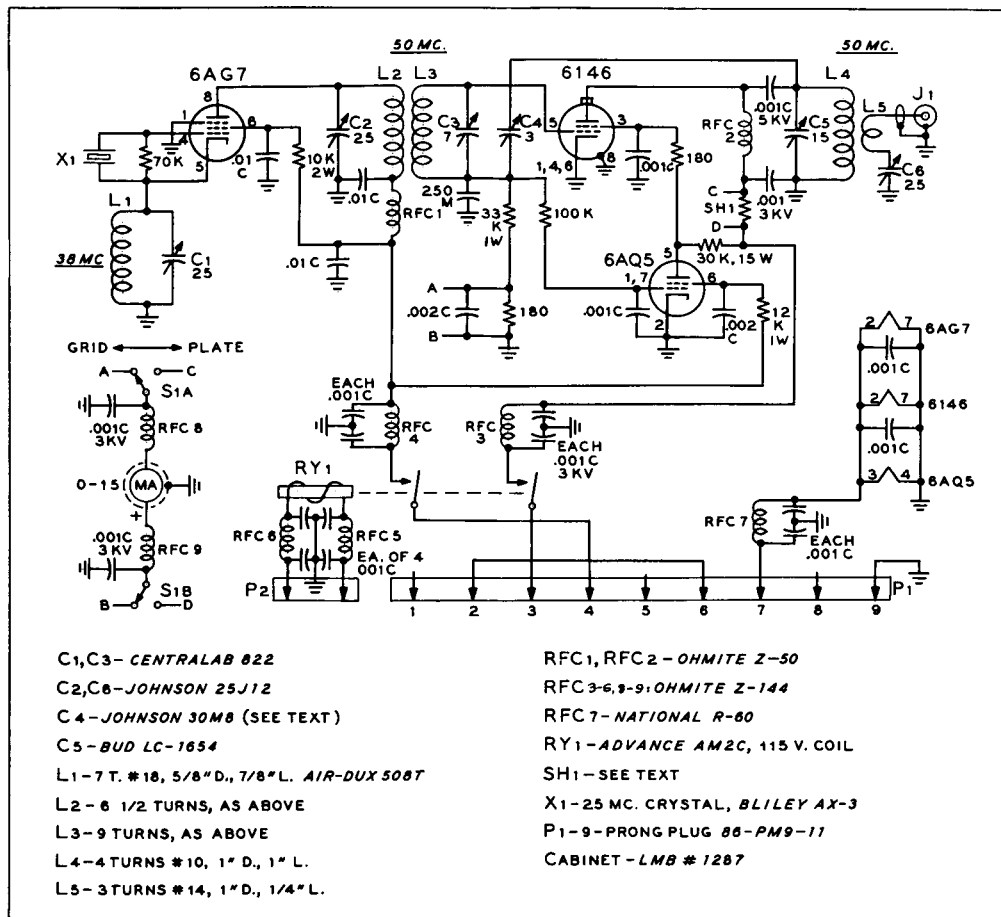 50 MC.
50 MC.
6AG7
L2
L3
6146
L4
J1
L5
8
1
4
6
5
X1
70K
.01
C
10K
2W
C2
25
.01C
RFC1
.01C
C3
7
C4
3
250
M
33
K
1W
100 K
5
3
1, 4, 6
8
.001C
180
.001C
5KV
RFC
2
C5
15
C6
25
C
SH1
D
.001
3KV
30 K, 15 W
L1
38 MC
C1
25
6AQ5
5
1, 7
6
2
.001C
.002
C
12
K
1W
A
.002C
B
180
GRID
PLATE
A
C
S1A
.001C
3KV
RFC 8
0-15
MA
+
.001C
3KV
RFC 9
S1B
B
D
EACH
.001C
RFC
4
RFC
3
EACH
.001C
3KV
RY1
RFC6
RFC5
EA. OF 4
001C
P2
2
7
6AG7
.001C
2
7
6146
.001C
3
4
6AQ5
RFC7
EACH
.001C
P1
1 2 3 4 5 6 7 8 9
C1, C3- CENTRALAB 822
C2, C6-JOHNSON 25J12
C4-JOHNSON 30M8 (SEE TEXT)
C5-BUD LC-1654
L1-7 T. #18, 5/8"D., 7/8"L. AIR-DUX 508T
L2-6 1/2 TURNS, AS ABOVE
L3-9 TURNS, AS ABOVE
L4-4 TURNS #10, 1" D., 1" L.
L5-3 TURNS #14, 1"D., 1/4"L.
RFC1, RFC2-OHMITE Z-50
RFC3-6,8-9: OHMITE Z-144
RFC7-NATIONAL R-60
RY1-ADVANCE AM2C, 115 V. COIL
SH1-SEE TEXT
X1-25 MC. CRYSTAL, BLILEY AX-3
P1-9-PRONG PLUG 86-PM9-11
CABINET-LMB # 1287